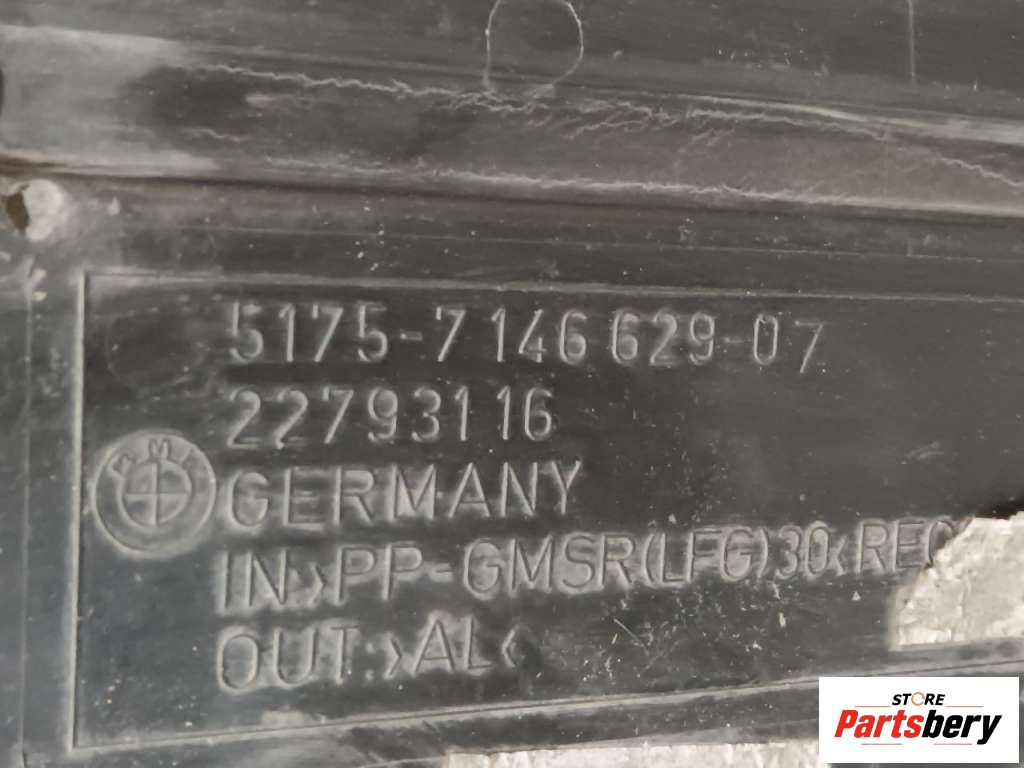 5175-7 146 629-07
22793116
BMW
GERMANY
IN>PP-GMSR(LFG)30<REC
OUT:>AL<
STORE
Partsbery